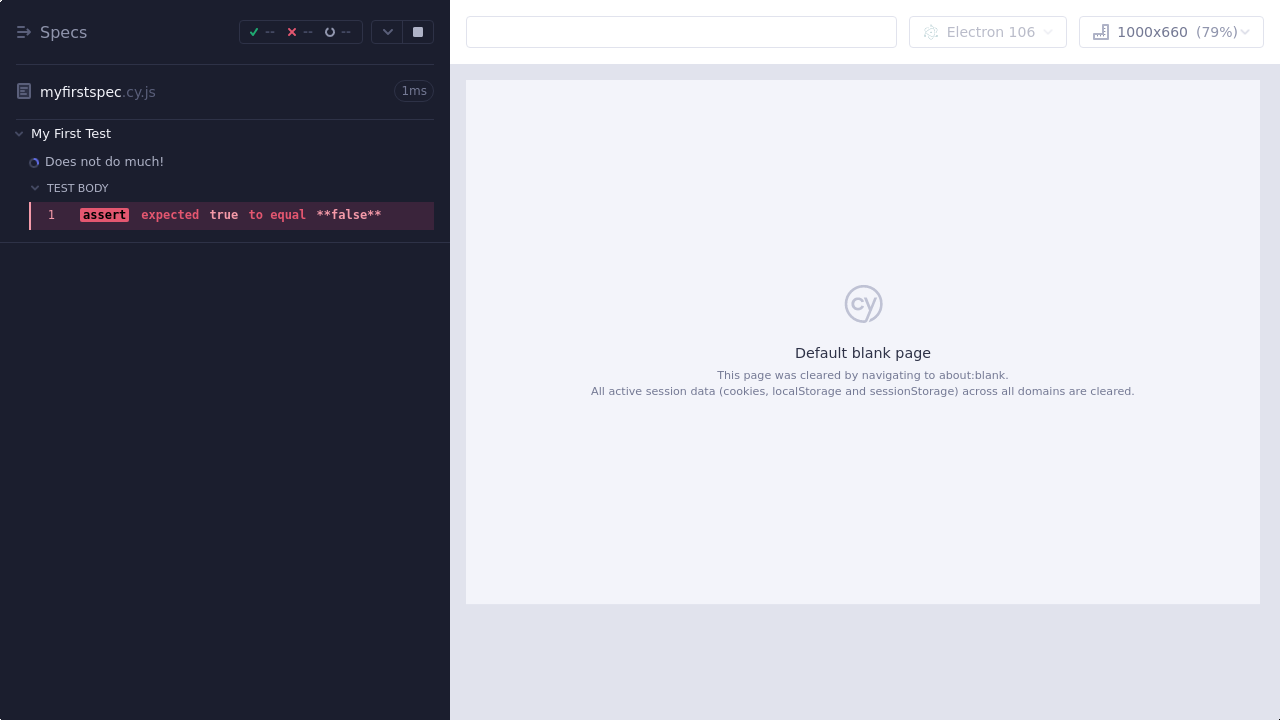 Specs
--
--
--
Electron 106
1000x660 (79%)
myfirstspec.cy.js
1ms
My First Test
Does not do much!
TEST BODY
1 assert expected true to equal **false**
cy
Default blank page
This page was cleared by navigating to about:blank.
All active session data (cookies, localStorage and sessionStorage) across all domains are cleared.